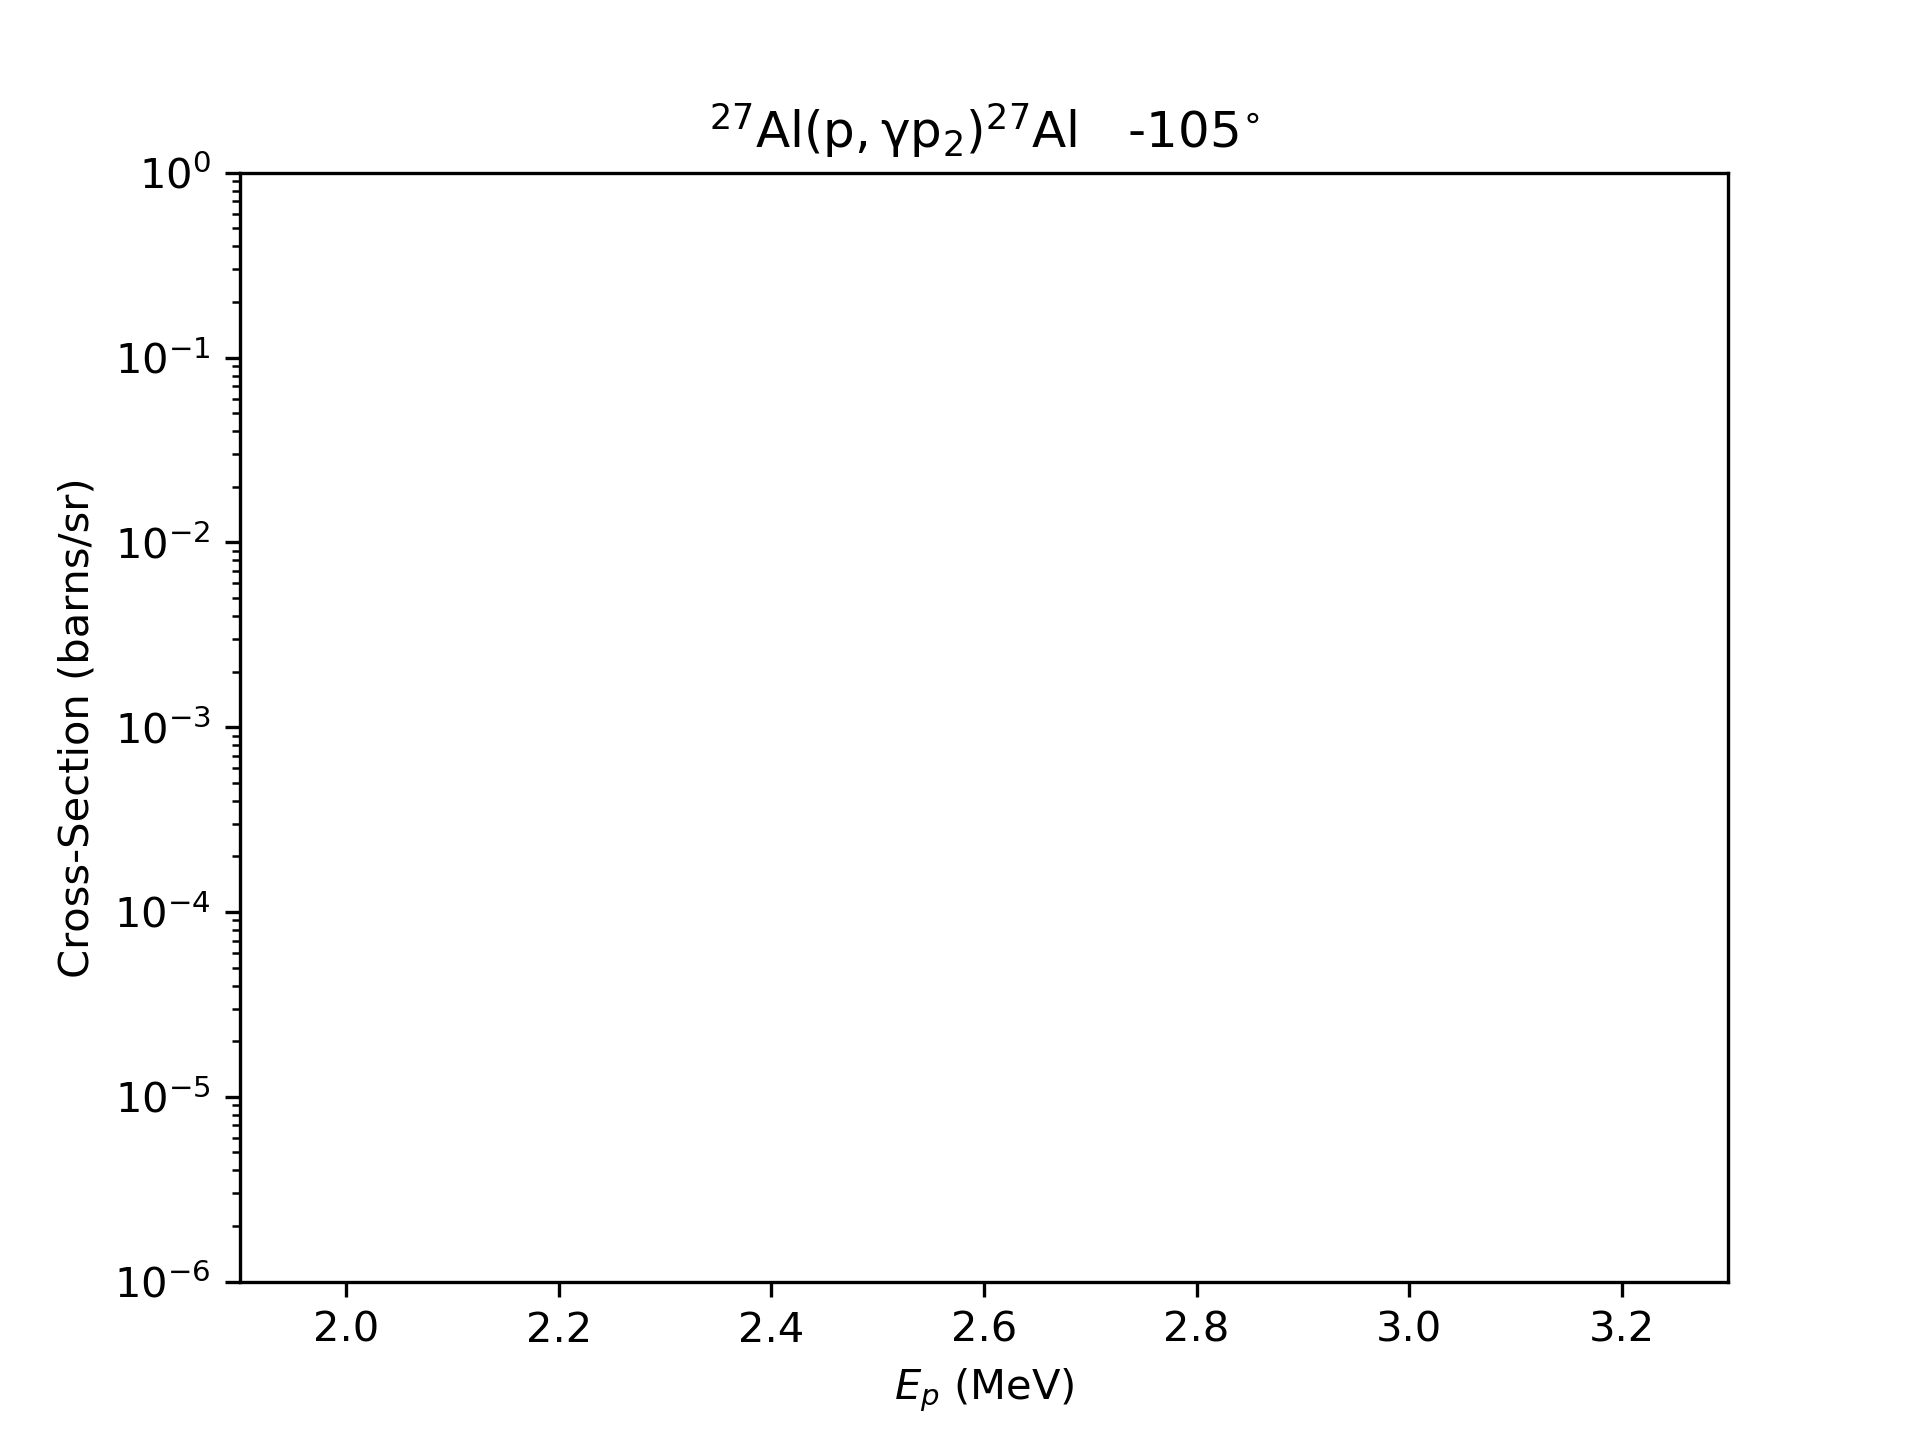 ²⁷Al(p, γp₂)²⁷Al -105°
10⁰
10⁻¹
10⁻²
10⁻³
10⁻⁴
10⁻⁵
10⁻⁶
Cross-Section (barns/sr)
2.0 2.2 2.4 2.6 2.8 3.0 3.2
Eₚ (MeV)